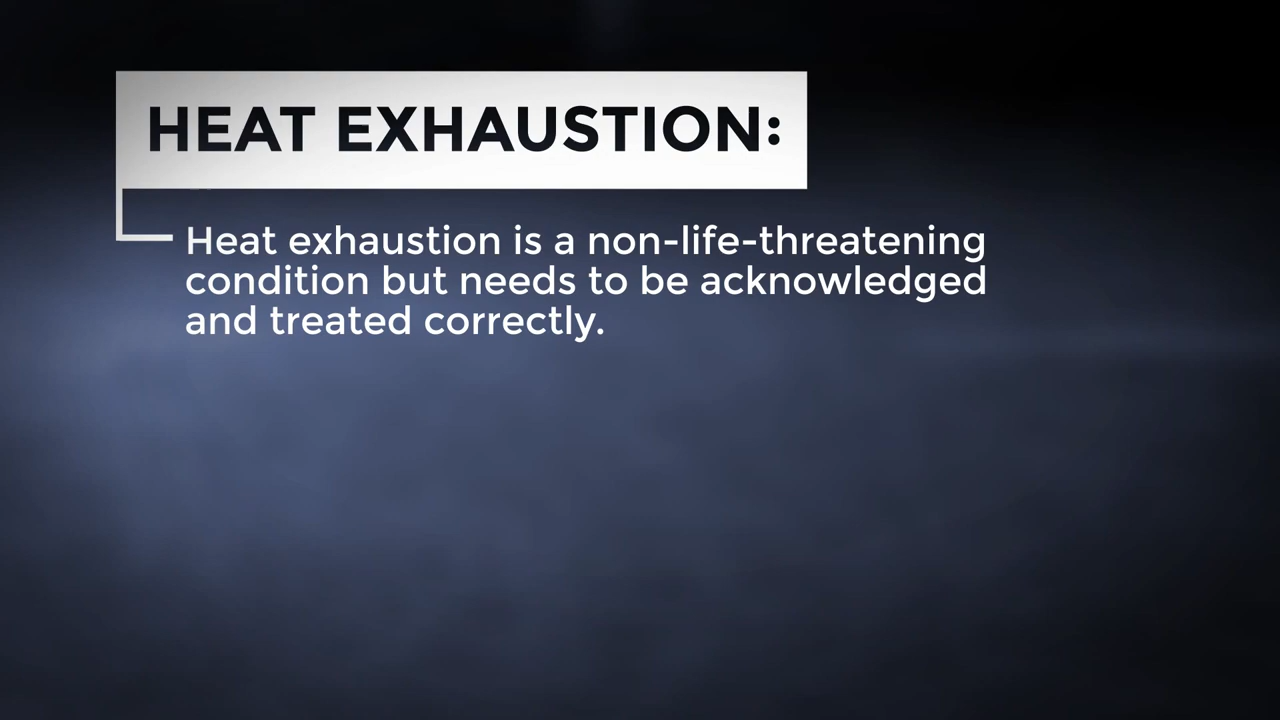 HEAT EXHAUSTION:
Heat exhaustion is a non-life-threatening
condition but needs to be acknowledged
and treated correctly.